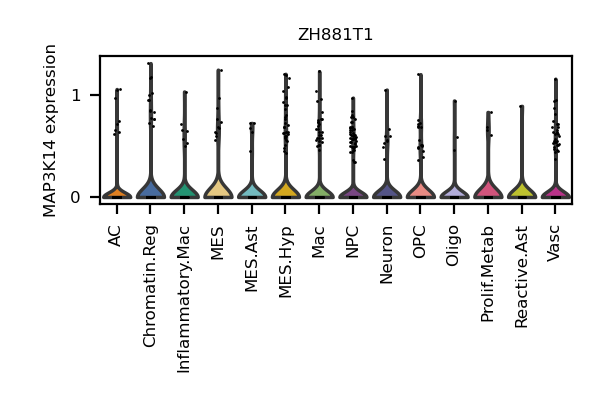 ZH881T1
MAP3K14 expression
1
0
AC
Chromatin.Reg
Inflammatory.Mac
MES
MES.Ast
MES.Hyp
Mac
NPC
Neuron
OPC
Oligo
Prolif.Metab
Reactive.Ast
Vasc